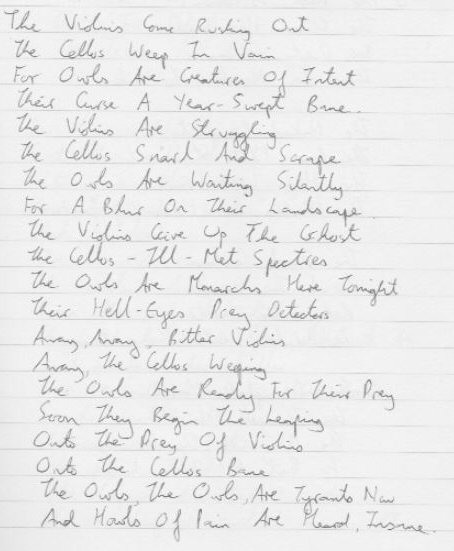 The Violins Come Rushing Out
The Cellos Weep In Vain
For Owls Are Creatures Of Intent
Their Curse A Year-Swept Bane.
The Violins Are Struggling
The Cellos Snarl And Scrape
The Owls Are Waiting Silantly
For A Blur On Their Landscape.
The Violins Give Up The Ghost
The Cellos - Ill - Met Spectres
The Owls Are Monarchs Here Tonight
Their Hell-Eyes Prey Detectors
Away, Away, Bitter Violins
Away, The Cellos Weeping
The Owls Are Ready For Their Prey
Soon They Begin The Leaping
Onto The Prey Of Violins
Onto The Cellos Bane
The Owls, The Owls, Are Tyrants Now
And Howls Of Pain Are Heard, Insane.